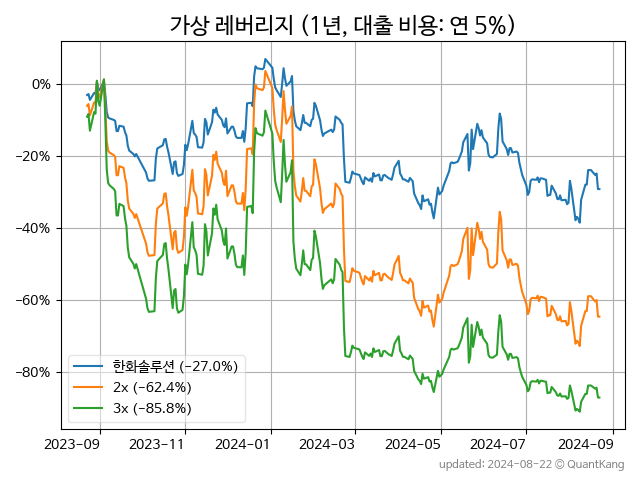 가상 레버리지 (1년, 대출 비용: 연 5%)
0%
−20%
−40%
−60%
−80%
한화솔루션 (−27.0%)
2x (−62.4%)
3x (−85.8%)
2023-09 2023-11 2024-01 2024-03 2024-05 2024-07 2024-09
updated: 2024-08-22 © QuantKang